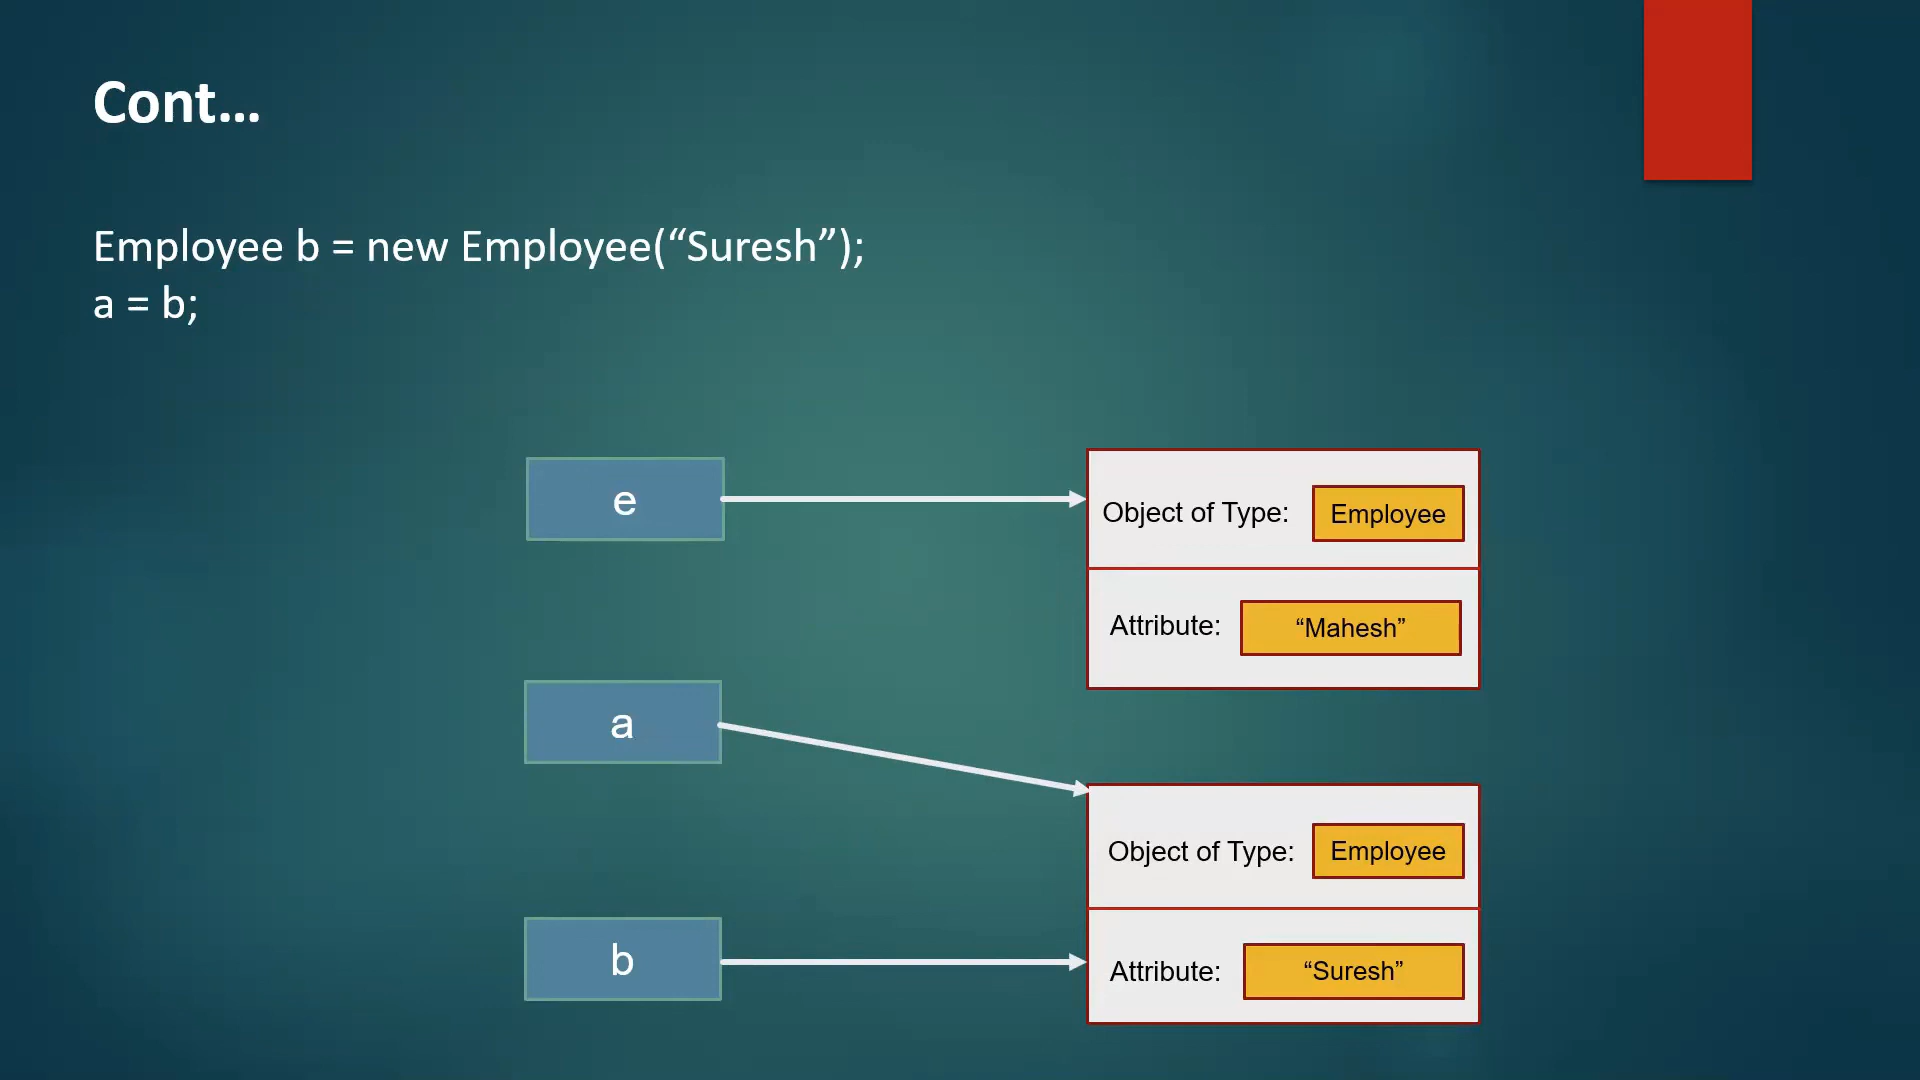 Cont...
Employee b = new Employee(“Suresh”);
a = b;
e
Object of Type: Employee
Attribute: “Mahesh”
a
Object of Type: Employee
b
Attribute: “Suresh”